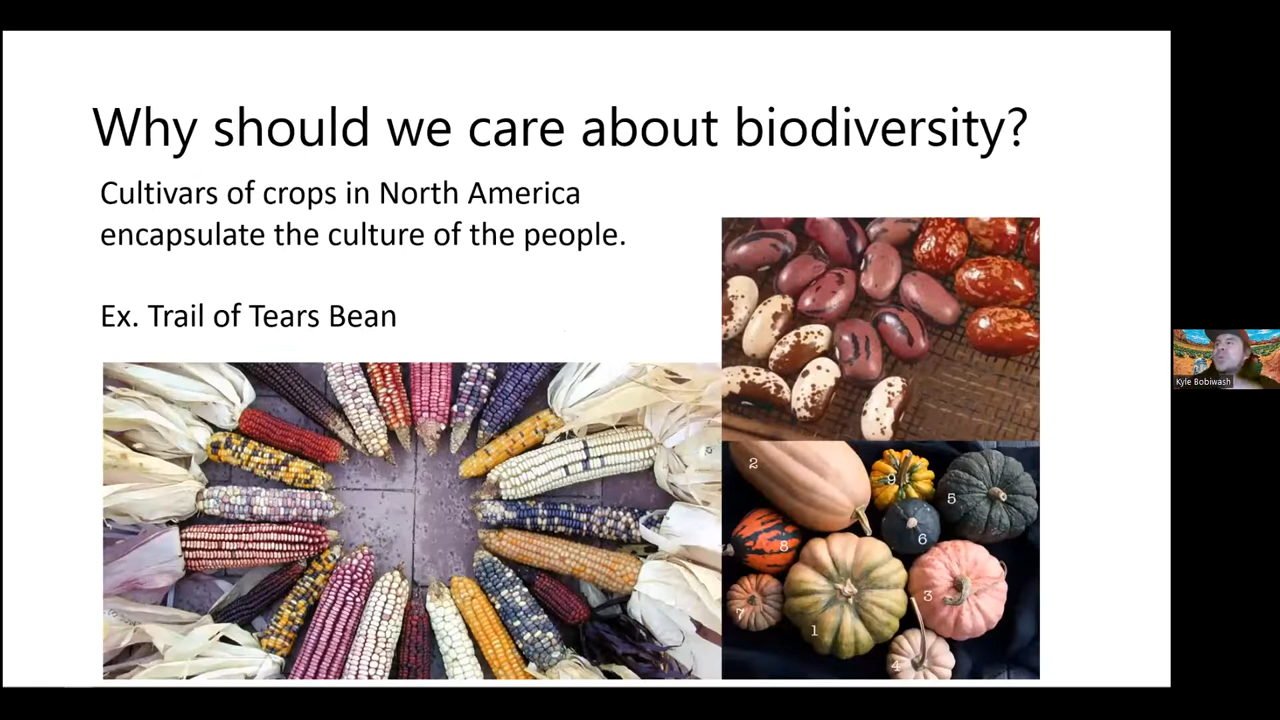 Why should we care about biodiversity?
Cultivars of crops in North America
encapsulate the culture of the people.
Ex. Trail of Tears Bean
2
9
5
6
8
3
7
1
4
Kyle Bobiwash